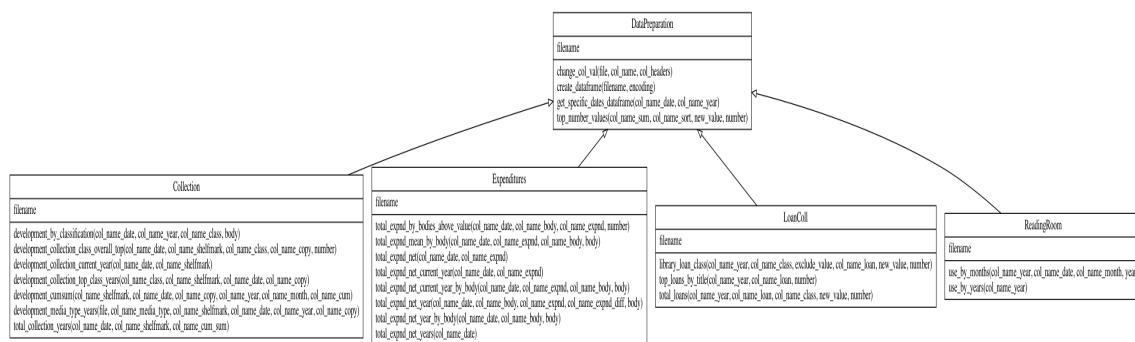 DataPreparation
filename
change_col_val(file, col_name, col_headers)
create_dataframe(filename, encoding)
get_specific_dates_dataframe(col_name_date, col_name_year)
top_number_values(col_name_sum, col_name_sort, new_value, number)
Collection
filename
development_by_classification(col_name_date, col_name_year, col_name_class, body)
development_collection_class_overall_top(col_name_date, col_name_shelfmark, col_name_class, col_name_copy, number)
development_collection_current_year(col_name_date, col_name_shelfmark)
development_collection_top_class_years(col_name_class, col_name_shelfmark, col_name_date, col_name_copy)
development_cumsum(col_name_shelfmark, col_name_date, col_name_copy, col_name_year, col_name_month, col_name_cum)
development_media_type_years(file, col_name_media_type, col_name_shelfmark, col_name_date, col_name_year, col_name_copy)
total_collection_years(col_name_date, col_name_shelfmark, col_name_cum_sum)
Expenditures
filename
total_expnd_by_bodies_above_value(col_name_date, col_name_body, col_name_expnd, number)
total_expnd_mean_by_body(col_name_date, col_name_expnd, col_name_body, body)
total_expnd_net(col_name_date, col_name_expnd)
total_expnd_net_current_year(col_name_date, col_name_expnd)
total_expnd_net_current_year_by_body(col_name_date, col_name_expnd, col_name_body, body)
total_expnd_net_year(col_name_date, col_name_body, col_name_expnd, col_name_expnd_diff, body)
total_expnd_net_year_by_body(col_name_date, col_name_body, body)
total_expnd_net_years(col_name_date)
LoanColl
filename
library_loan_class(col_name_year, col_name_class, exclude_value, col_name_loan, new_value, number)
top_loans_by_title(col_name_year, col_name_loan, number)
total_loans(col_name_year, col_name_loan, col_name_class, new_value, number)
ReadingRoom
filename
use_by_months(col_name_year, col_name_date, col_name_month, year
use_by_years(col_name_year)